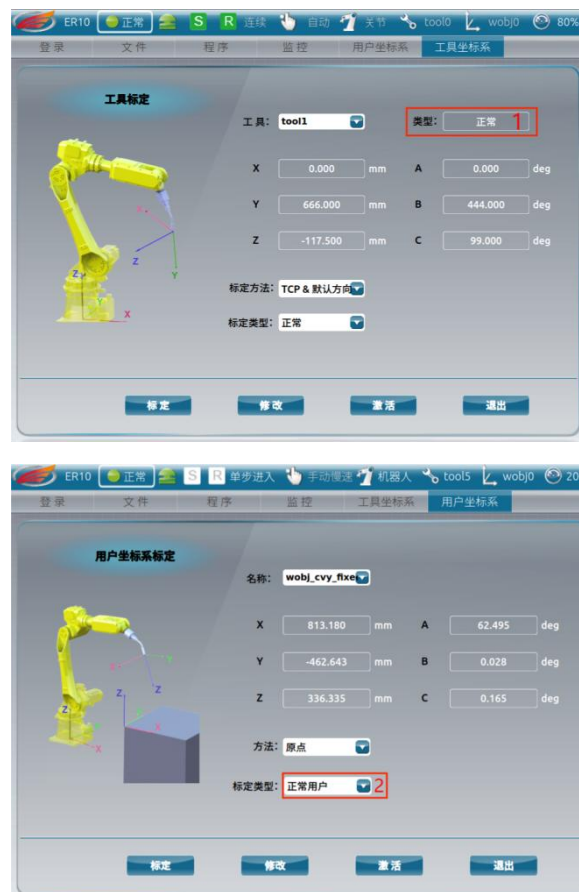 ER10 正常 S R 连续 自动 关节 tool0 wobj0 80%
登录 文件 程序 监控 用户坐标系 工具坐标系
工具标定
工具: tool1 类型: 正常 1
X 0.000 mm A 0.000 deg
Y 666.000 mm B 444.000 deg
Z -117.500 mm C 99.000 deg
标定方法: TCP & 默认方向
标定类型: 正常
X
Z
Y
Z
Y
X
标定 修改 激活 退出
ER10 正常 S R 单步进入 手动慢速 机器人 tool5 wobj0 20
登录 文件 程序 监控 工具坐标系 用户坐标系
用户坐标系标定
名称: wobj_cvy_fixe
X 813.180 mm A 62.495 deg
Y -462.643 mm B 0.028 deg
Z 336.335 mm C 0.165 deg
方法: 原点
标定类型: 正常用户 2
X
Y
Z
Z
Z
X
X
标定 修改 激活 退出